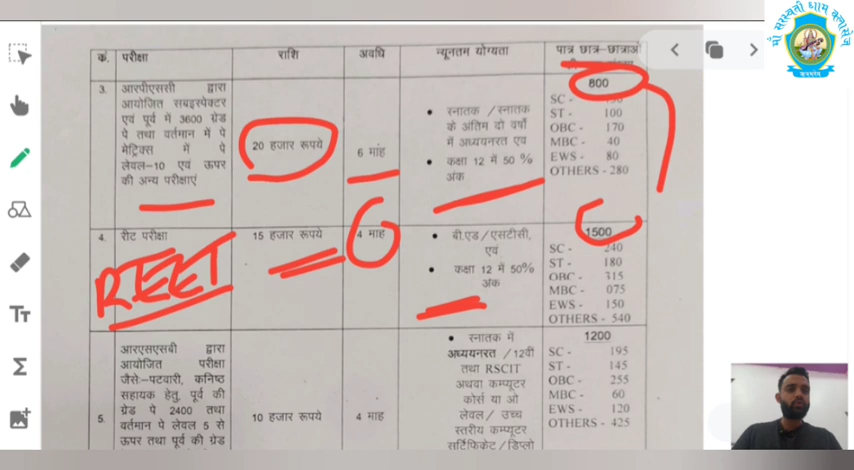 माँ सरस्वती धाम क्लासेज
क. परीक्षा राशि अवधि न्यूनतम योग्यता पात्र छात्र-छात्राओं
3. आरपीएससी द्वारा
आयोजित सबइस्पेक्टर
एवं पूर्व में 3600 ग्रेड
पे तथा वर्तमान में पे
मेट्रिक्स में पे
लेवल-10 एवं ऊपर
की अन्य परीक्षाएं
20 हजार रूपये
6 मांह
• स्नातक /स्नातक
के अंतिम दो वर्षो
में अध्ययनरत एव
• कक्षा 12 में 50 %
अंक
800
SC -
ST - 100
OBC - 170
MBC - 40
EWS - 80
OTHERS - 280
4. रीट परीक्षा
REET
15 हजार रूपये
4 माह
• बी.एड/एसटीसी,
एवं
• कक्षा 12 में 50%
अंक
1500
SC - 240
ST - 180
OBC - 315
MBC - 075
EWS - 150
OTHERS - 540
5. आरएसएसबी द्वारा
आयोजित परीक्षा
जैसेः-पटवारी, कनिष्ठ
सहायक हेतु, पूर्व की
ग्रेड पे 2400 तथा
वर्तमान पे लेवल 5 से
ऊपर तथा पूर्व की ग्रेड
10 हजार रूपये
4 माह
• स्नातक में
अध्ययनरत /12वीं
तथा RSCIT
अथवा कम्प्यूटर
कोर्स या ओ
लेवल/ उच्च
स्तरीय कम्प्यूटर
सर्टिफिकेट/डिप्लो
1200
SC - 195
ST - 145
OBC - 255
MBC - 60
EWS - 120
OTHERS - 425
Tт
Σ